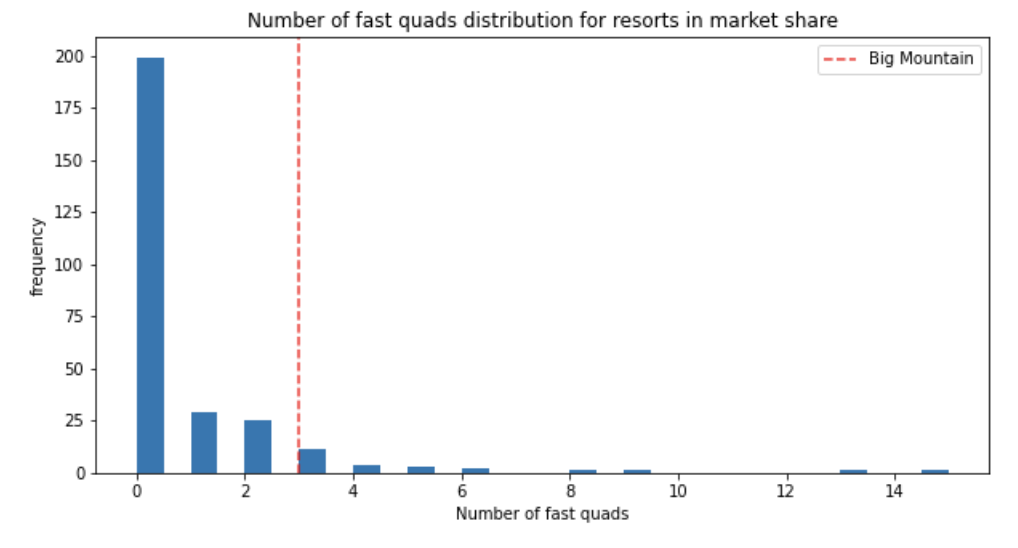 Number of fast quads distribution for resorts in market share
Big Mountain
200
175
150
125
100
75
50
25
0
frequency
0 2 4 6 8 10 12 14
Number of fast quads